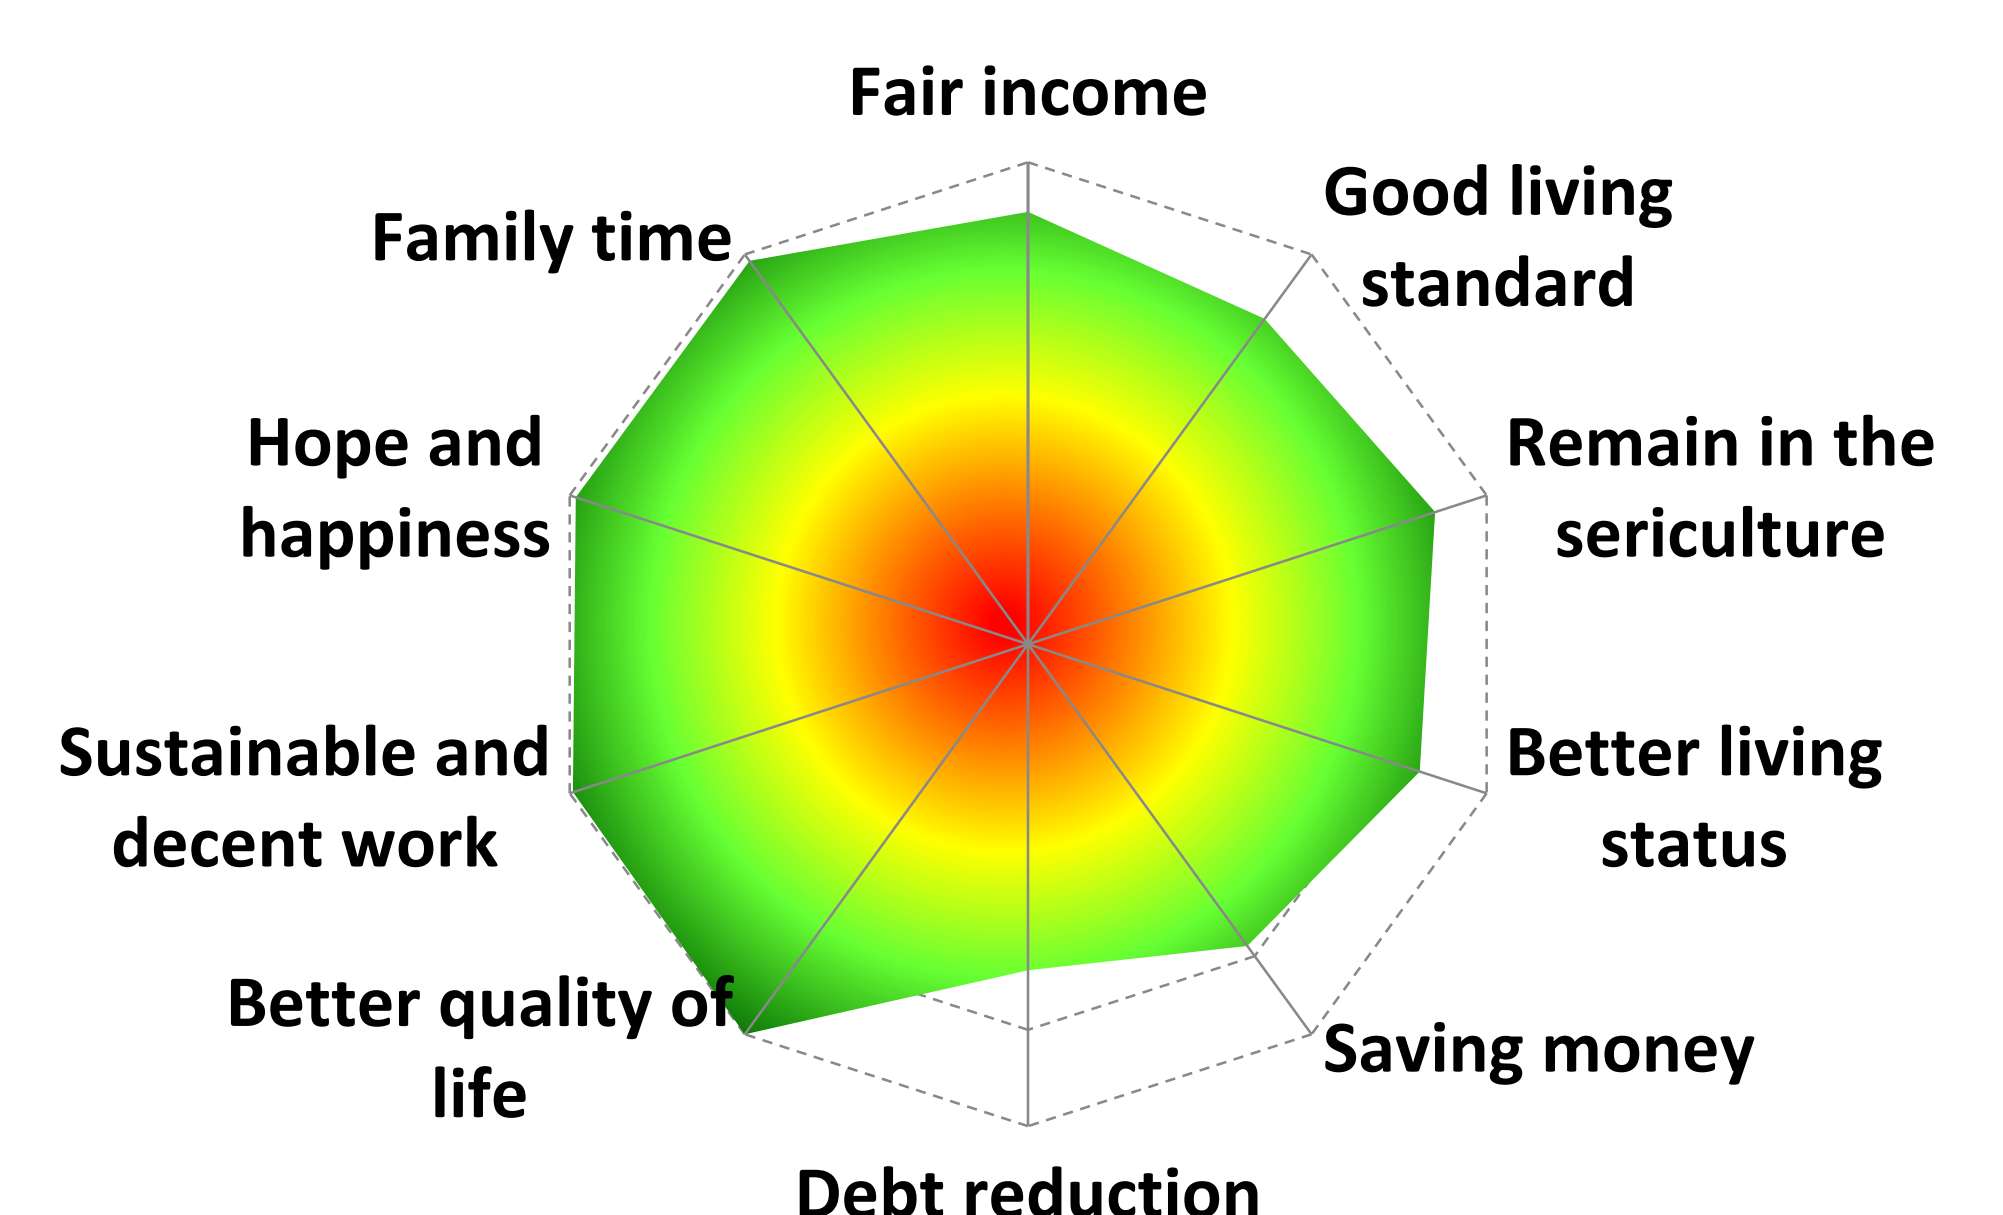 Fair income
Good living
standard
Remain in the
sericulture
Better living
status
Saving money
Debt reduction
Better quality of
life
Sustainable and
decent work
Hope and
happiness
Family time